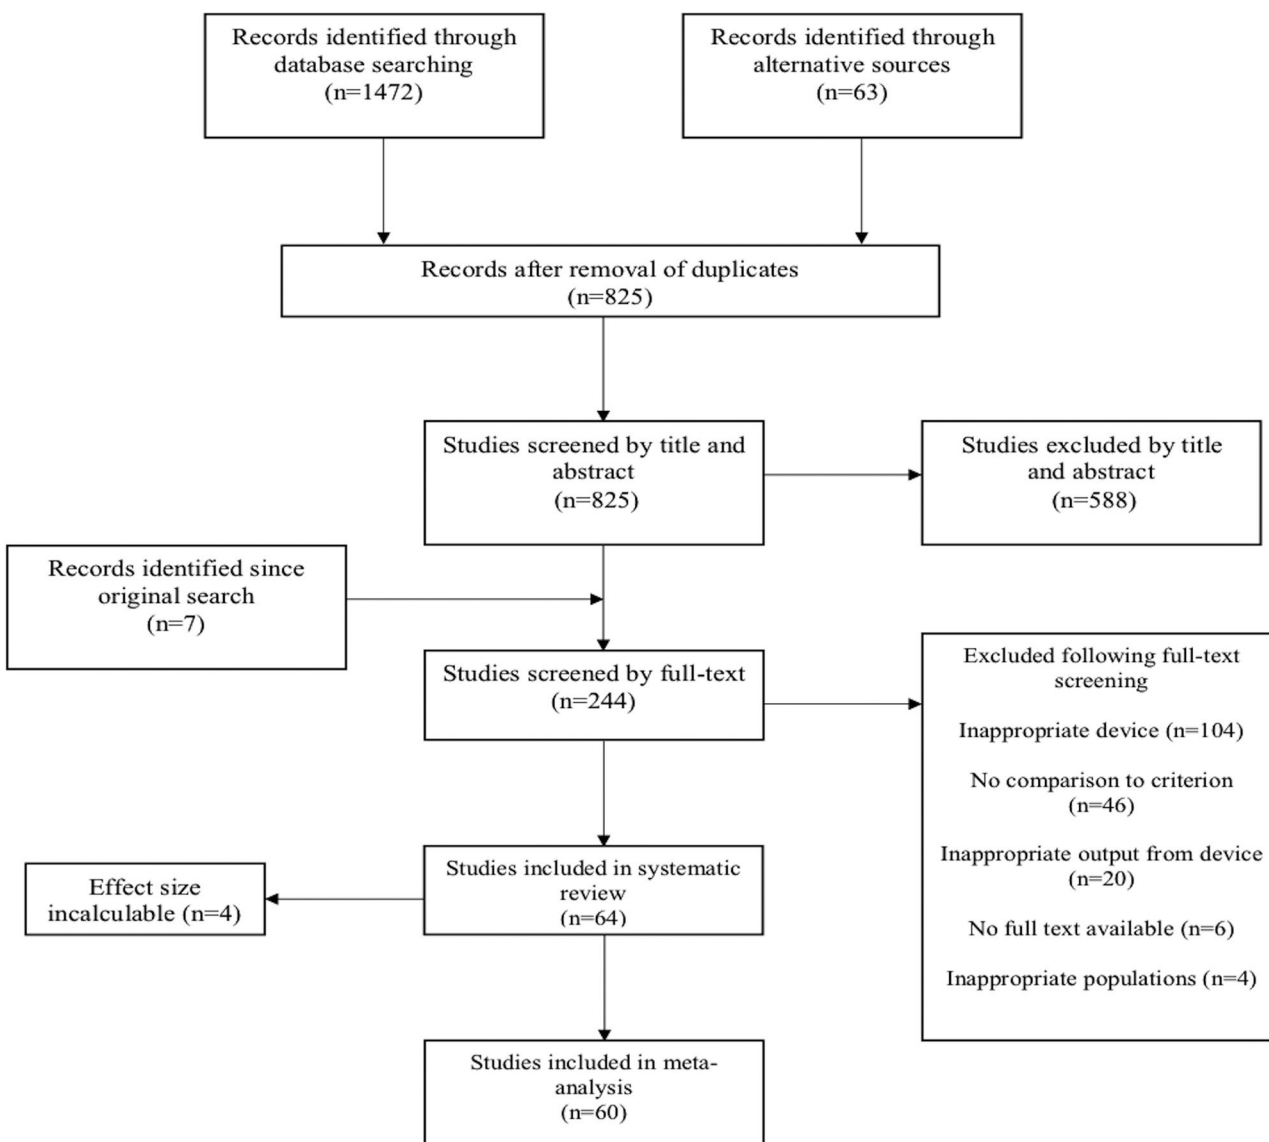 Records identified through
database searching
(n=1472)
Records identified through
alternative sources
(n=63)
Records after removal of duplicates
(n=825)
Studies screened by title and
abstract
(n=825)
Studies excluded by title
and abstract
(n=588)
Records identified since
original search
(n=7)
Studies screened by full-text
(n=244)
Excluded following full-text
screening
Inappropriate device (n=104)
No comparison to criterion
(n=46)
Inappropriate output from device
(n=20)
No full text available (n=6)
Inappropriate populations (n=4)
Studies included in systematic
review
(n=64)
Effect size
incalculable (n=4)
Studies included in meta-
analysis
(n=60)